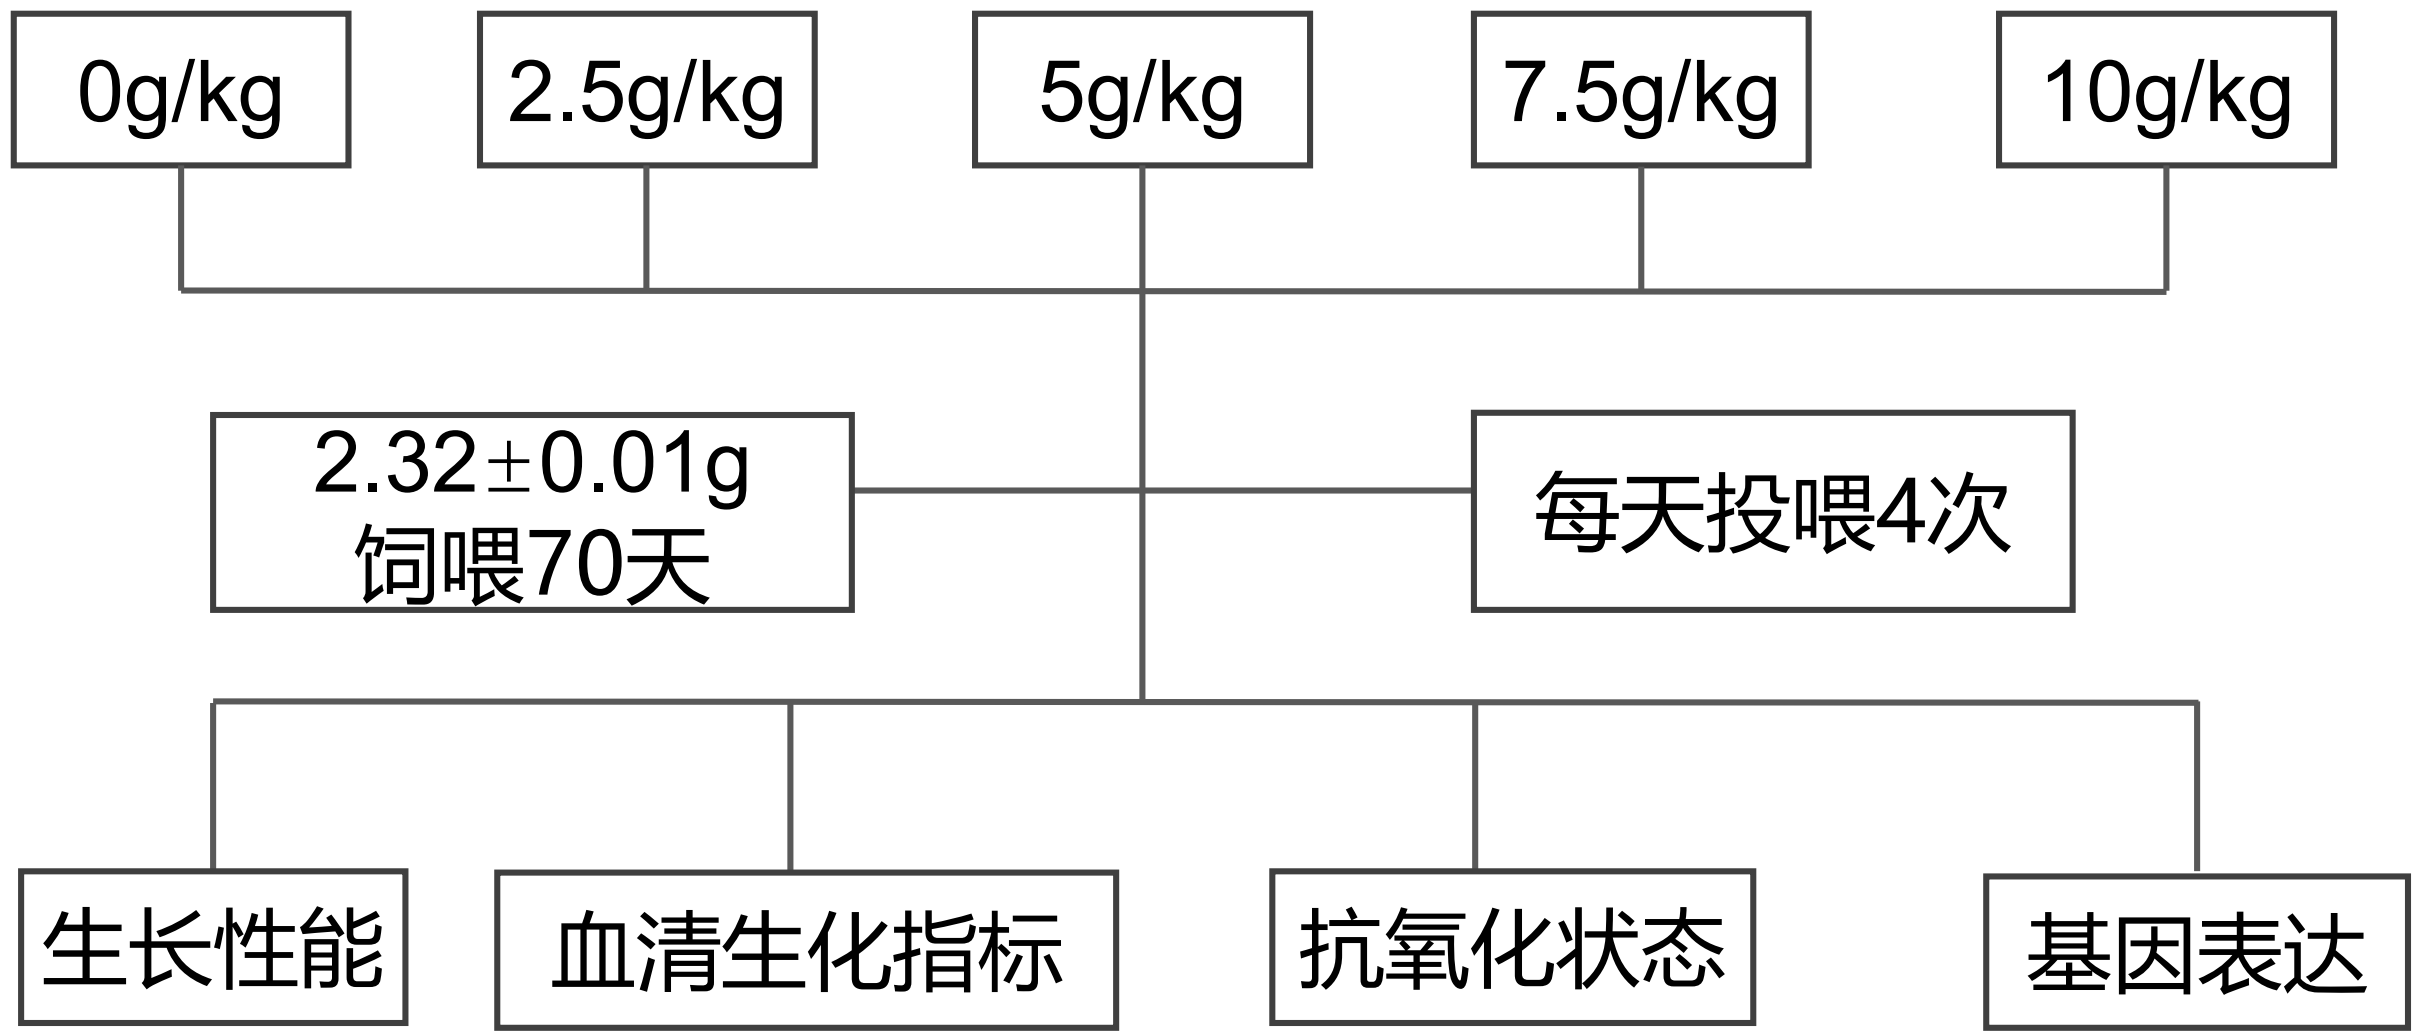 0g/kg
2.5g/kg
5g/kg
7.5g/kg
10g/kg
2.32±0.01g
饲喂70天
每天投喂4次
生长性能
血清生化指标
抗氧化状态
基因表达